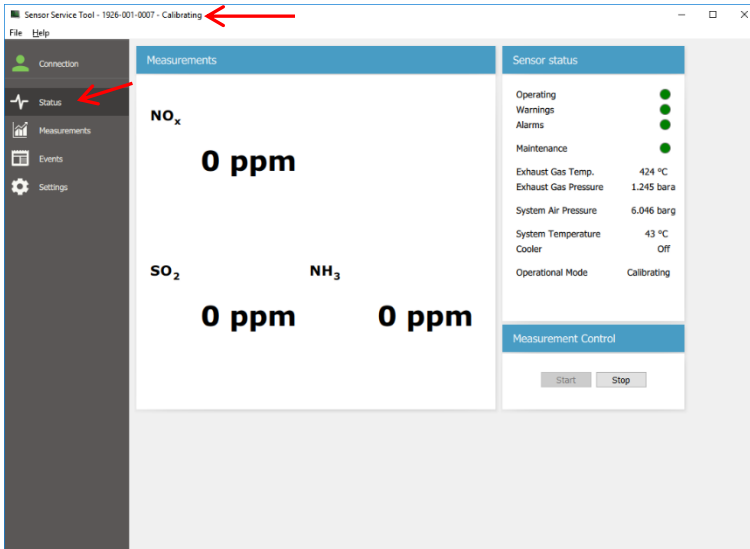 Sensor Service Tool - 1926-001-0007 - Calibrating
File Help
Connection
Status
Measurements
Events
Settings
Measurements
NOx
0 ppm
SO2
0 ppm
NH3
0 ppm
Sensor status
Operating
Warnings
Alarms
Maintenance
Exhaust Gas Temp. 424 °C
Exhaust Gas Pressure 1.245 bara
System Air Pressure 6.046 barg
System Temperature 43 °C
Cooler Off
Operational Mode Calibrating
Measurement Control
Start Stop